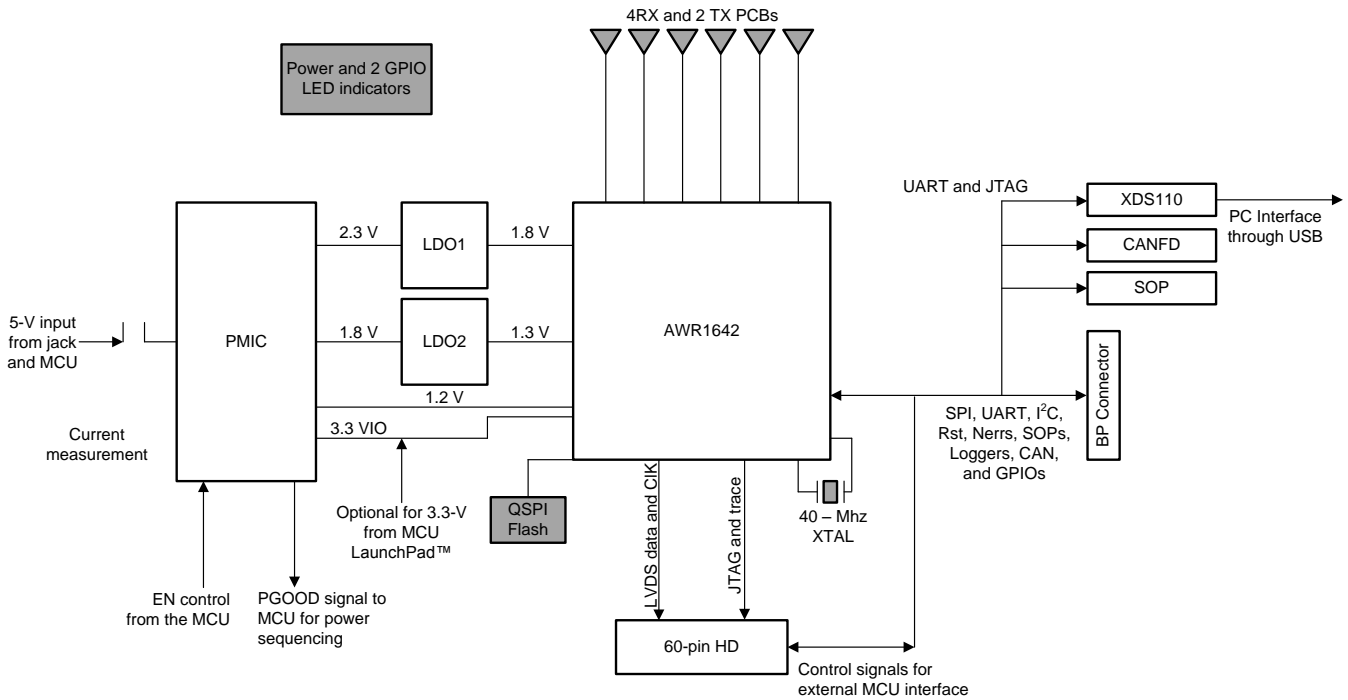 4RX and 2 TX PCBs
Power and 2 GPIO
LED indicators
UART and JTAG
XDS110
PC Interface
through USB
CANFD
SOP
2.3 V
LDO1
1.8 V
5-V input
from jack
and MCU
PMIC
1.8 V
LDO2
1.3 V
AWR1642
1.2 V
3.3 VIO
Current
measurement
BP Connector
SPI, UART, I²C,
Rst, Nerrs, SOPs,
Loggers, CAN,
and GPIOs
Optional for 3.3-V
from MCU
LaunchPad™
QSPI
Flash
LVDS data and ClK
JTAG and trace
40 – Mhz
XTAL
EN control
from the MCU
PGOOD signal to
MCU for power
sequencing
60-pin HD
Control signals for
external MCU interface